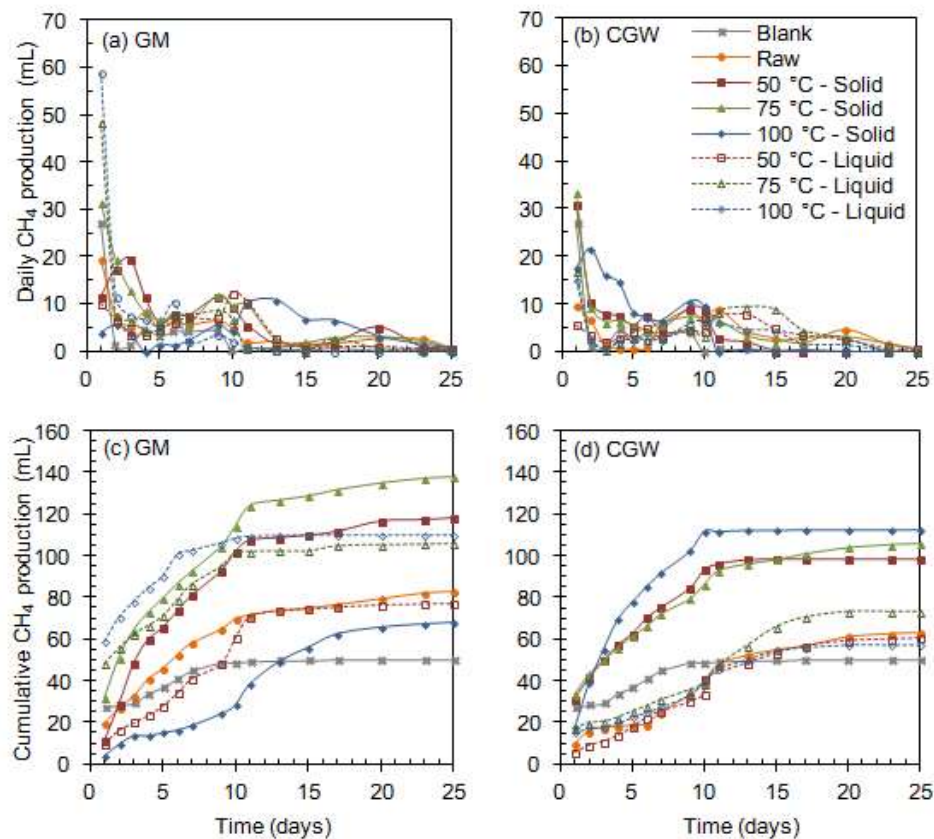 (a) GM
Daily CH₄ production (mL)
70
60
50
40
30
20
10
0
0 5 10 15 20 25
(b) CGW
70
60
50
40
30
20
10
0
0 5 10 15 20 25
Blank
Raw
50 °C - Solid
75 °C - Solid
100 °C - Solid
50 °C - Liquid
75 °C - Liquid
100 °C - Liquid
(c) GM
Cumulative CH₄ production (mL)
160
140
120
100
80
60
40
20
0
0 5 10 15 20 25
Time (days)
(d) CGW
160
140
120
100
80
60
40
20
0
0 5 10 15 20 25
Time (days)